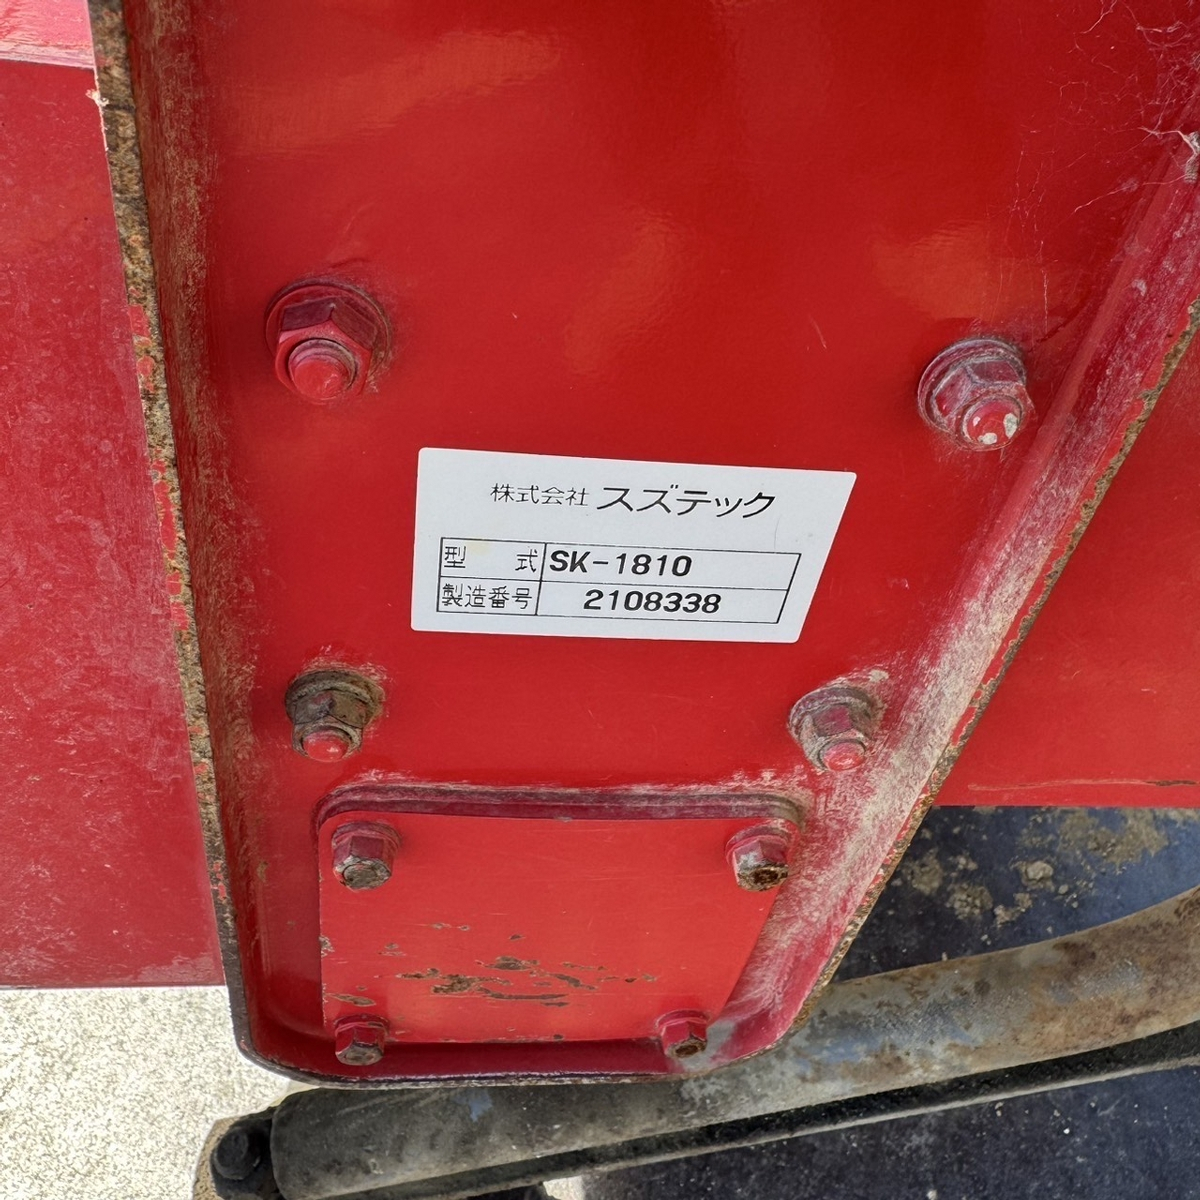 株式会社 スズテック
型 式 SK-1810
製造番号 2108338